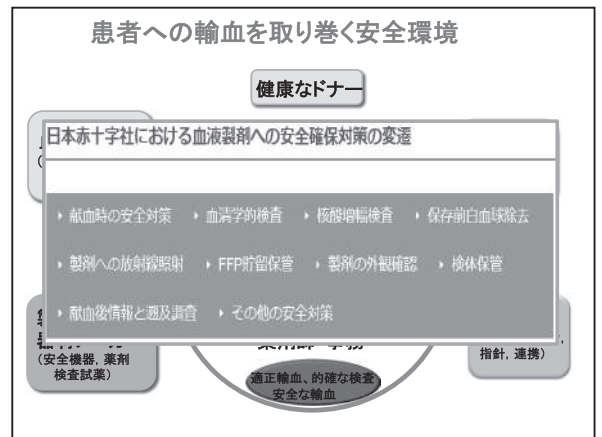 患者への輸血を取り巻く安全環境
健康なドナー
日本赤十字社における血液製剤への安全確保対策の変遷
献血時の安全対策
血清学的検査
核酸増幅検査
保存前白血球除去
製剤への放射線照射
FFP貯留保管
製剤の外観確認
検体保管
献血後情報と遡及調査
その他の安全対策
(安全機器, 薬剤
検査試薬)
指針, 連携)
適正輸血、的確な検査
安全な輸血